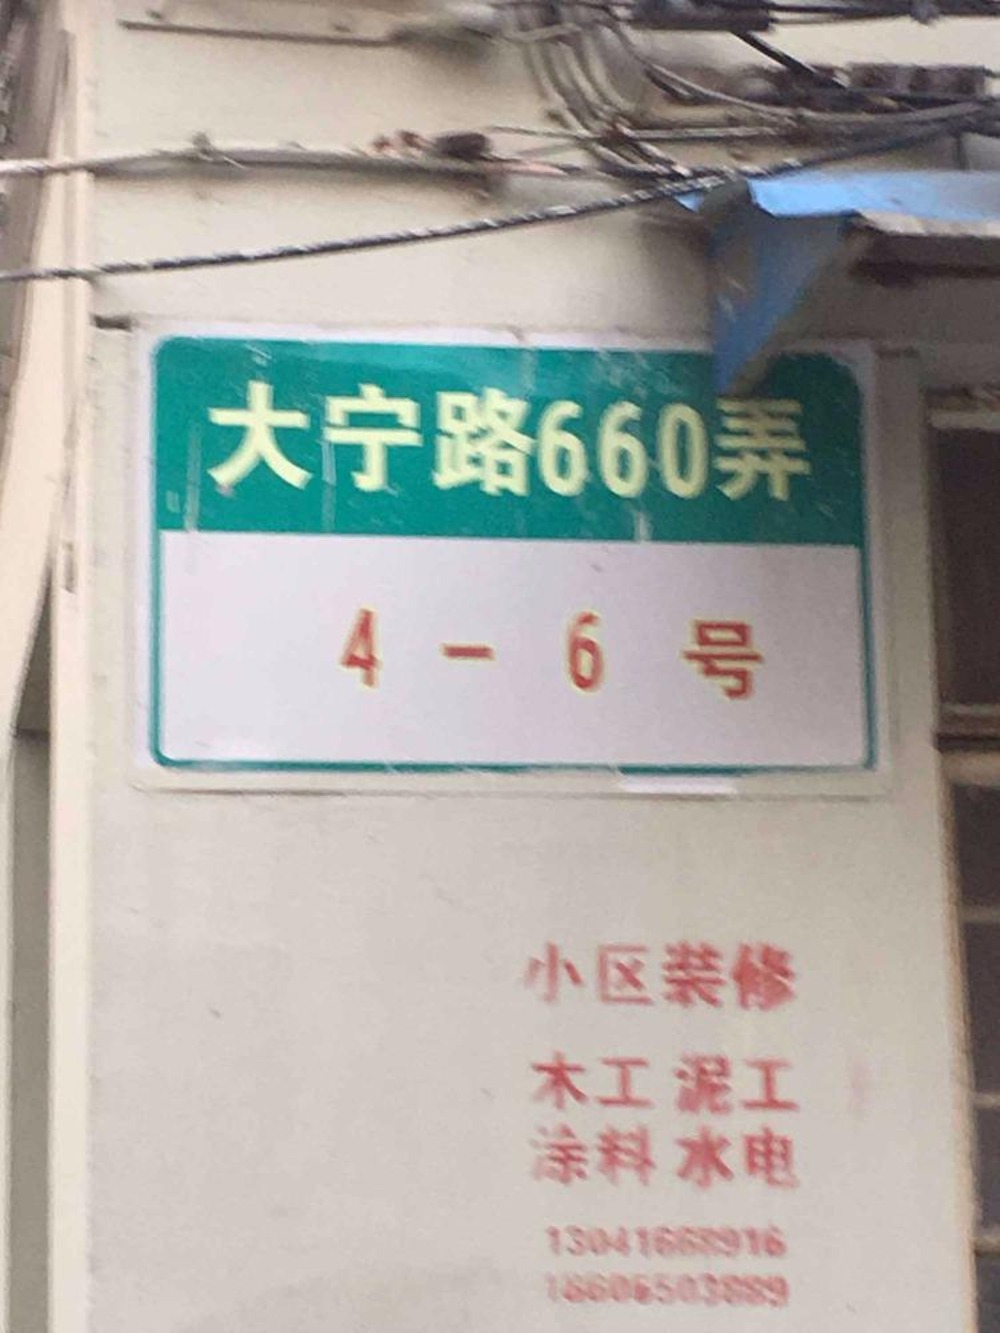 大宁路660弄
4-6号
小区装修
木工 泥工
涂料 水电
13041668916